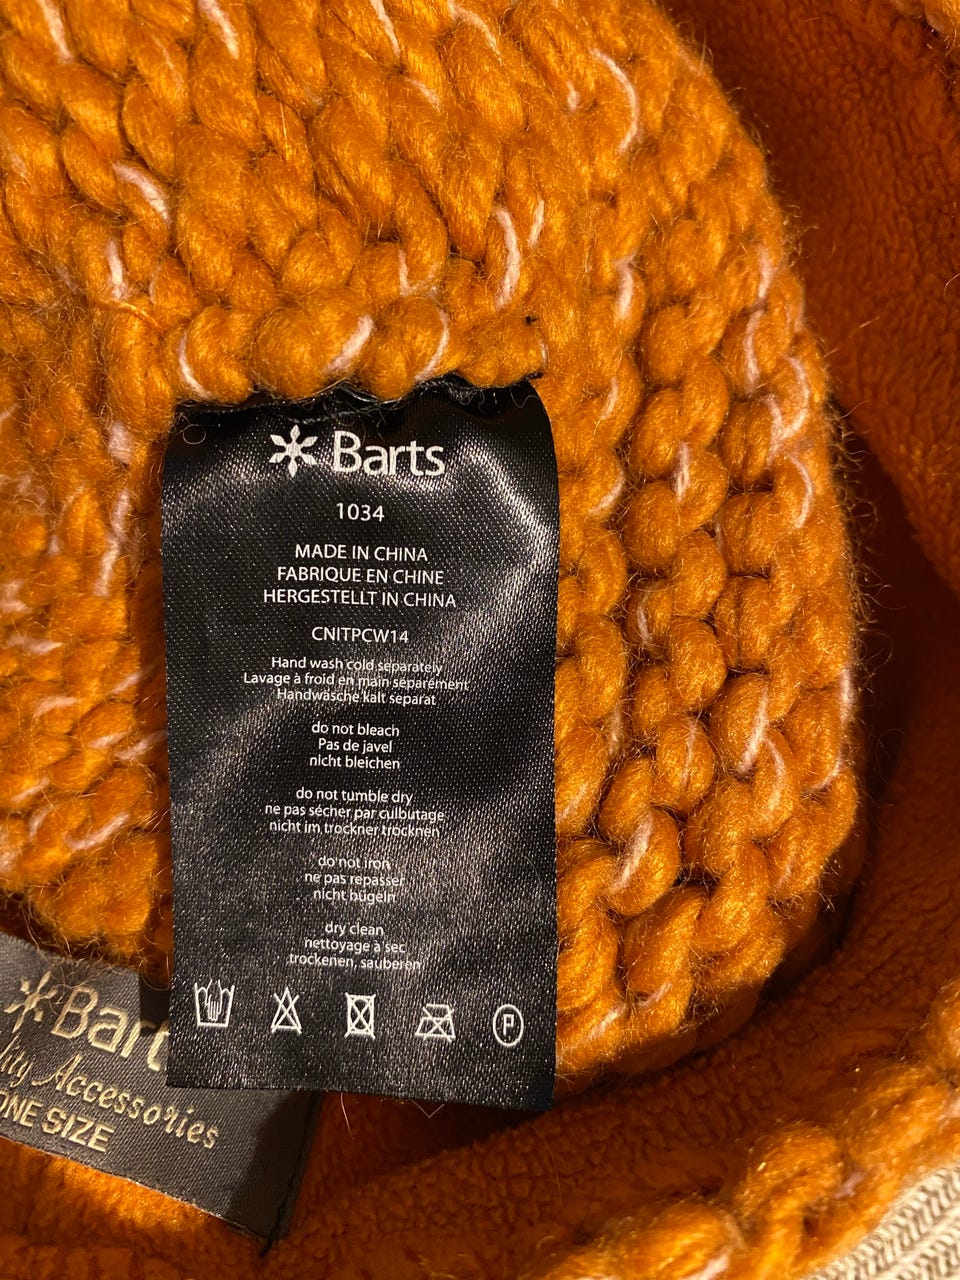 Barts
1034
MADE IN CHINA
FABRIQUE EN CHINE
HERGESTELLT IN CHINA
CNITPCW14
Hand wash cold separately
Lavage à froid en main séparément
Handwäsche kalt separat
do not bleach
Pas de javel
nicht bleichen
do not tumble dry
ne pas sécher par culbutage
nicht im trockner trocknen
do not iron
ne pas repasser
nicht bügeln
dry clean
nettoyage à sec
trockenen, sauberen
P
Bart
lity Accessories
ONE SIZE